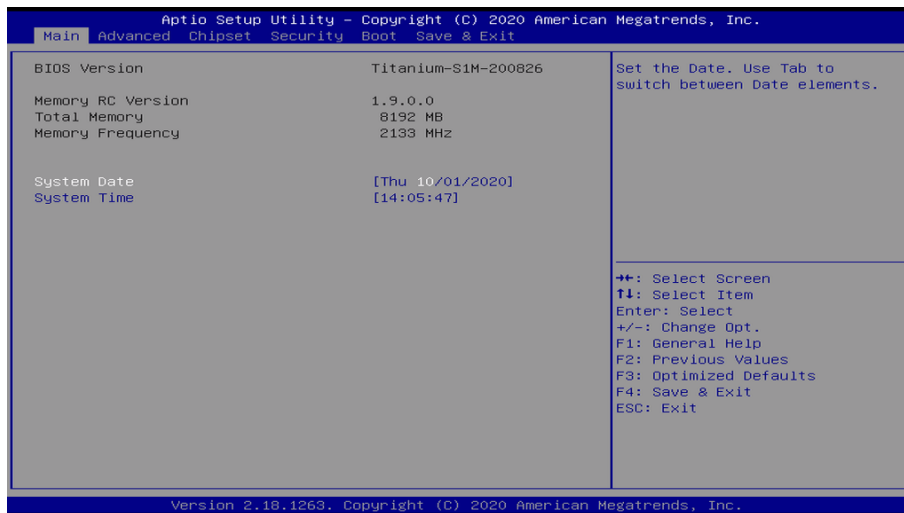 Aptio Setup Utility – Copyright (C) 2020 American Megatrends, Inc.
Main Advanced Chipset Security Boot Save & Exit
BIOS Version Titanium-S1M-200826
Memory RC Version 1.9.0.0
Total Memory 8192 MB
Memory Frequency 2133 MHz
System Date [Thu 10/01/2020]
System Time [14:05:47]
Set the Date. Use Tab to
switch between Date elements.
→←: Select Screen
↑↓: Select Item
Enter: Select
+/-: Change Opt.
F1: General Help
F2: Previous Values
F3: Optimized Defaults
F4: Save & Exit
ESC: Exit
Version 2.18.1263. Copyright (C) 2020 American Megatrends, Inc.